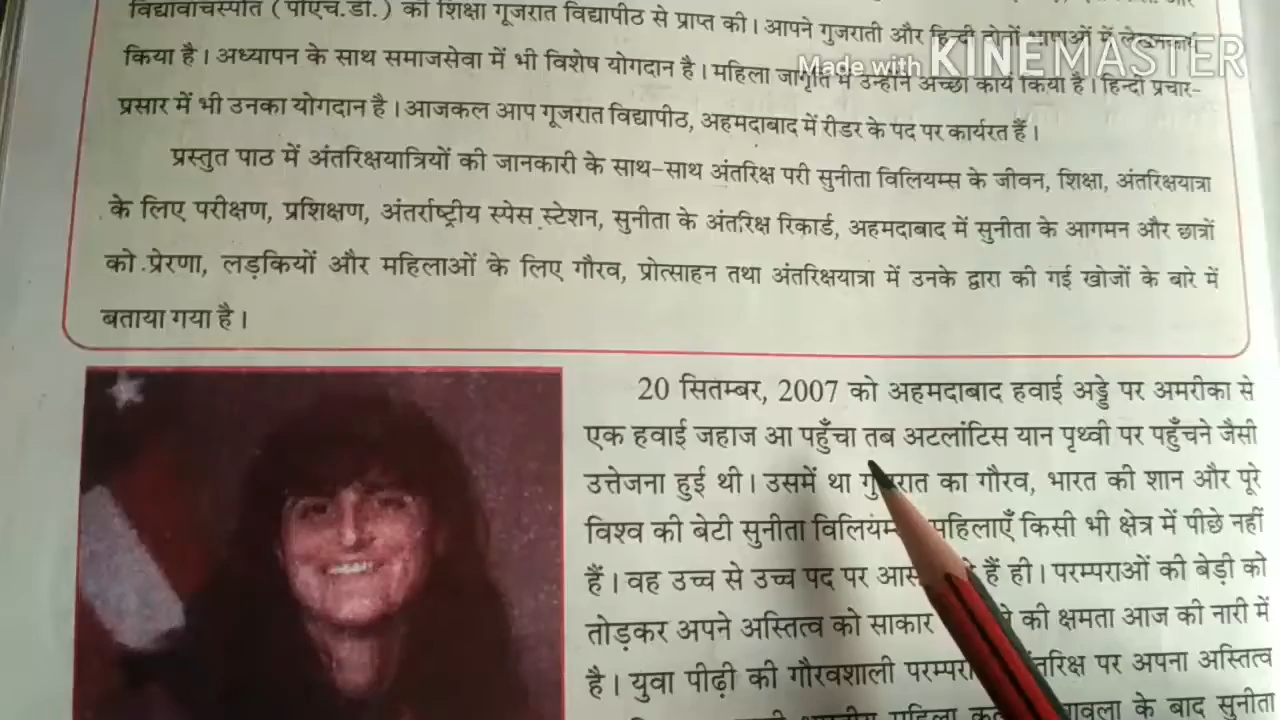 विद्यावाचस्पति (पीएच.डी.) की शिक्षा गूजरात विद्यापीठ से प्राप्त की। आपने गुजराती और हिन्दी दोनों भाषाओं में
Made with KINEMASTER
किया है। अध्यापन के साथ समाजसेवा में भी विशेष योगदान है। महिला जागृति में उन्होंने अच्छा कार्य किया है। हिन्दी प्रचार-
प्रसार में भी उनका योगदान है। आजकल आप गूजरात विद्यापीठ, अहमदाबाद में रीडर के पद पर कार्यरत हैं।
प्रस्तुत पाठ में अंतरिक्षयात्रियों की जानकारी के साथ-साथ अंतरिक्ष परी सुनीता विलियम्स के जीवन, शिक्षा, अंतरिक्षयात्रा
के लिए परीक्षण, प्रशिक्षण, अंतर्राष्ट्रीय स्पेस स्टेशन, सुनीता के अंतरिक्ष रिकार्ड, अहमदाबाद में सुनीता के आगमन और छात्रों
को प्रेरणा, लड़कियों और महिलाओं के लिए गौरव, प्रोत्साहन तथा अंतरिक्षयात्रा में उनके द्वारा की गई खोजों के बारे में
बताया गया है।
20 सितम्बर, 2007 को अहमदाबाद हवाई अड्डे पर अमरीका से
एक हवाई जहाज आ पहुँचा तब अटलांटिस यान पृथ्वी पर पहुँचने जैसी
उत्तेजना हुई थी। उसमें था गुजरात का गौरव, भारत की शान और पूरे
विश्व की बेटी सुनीता महिलाएँ किसी भी क्षेत्र में पीछे नहीं
हैं। वह उच्च से उच्च पद पर हैं ही। परम्पराओं की बेड़ी को
तोड़कर अपने अस्तित्व को साकार की क्षमता आज की नारी में
है। युवा पीढ़ी की गौरवशाली पर अपना अस्तित्व
महिला के बाद सुनीता